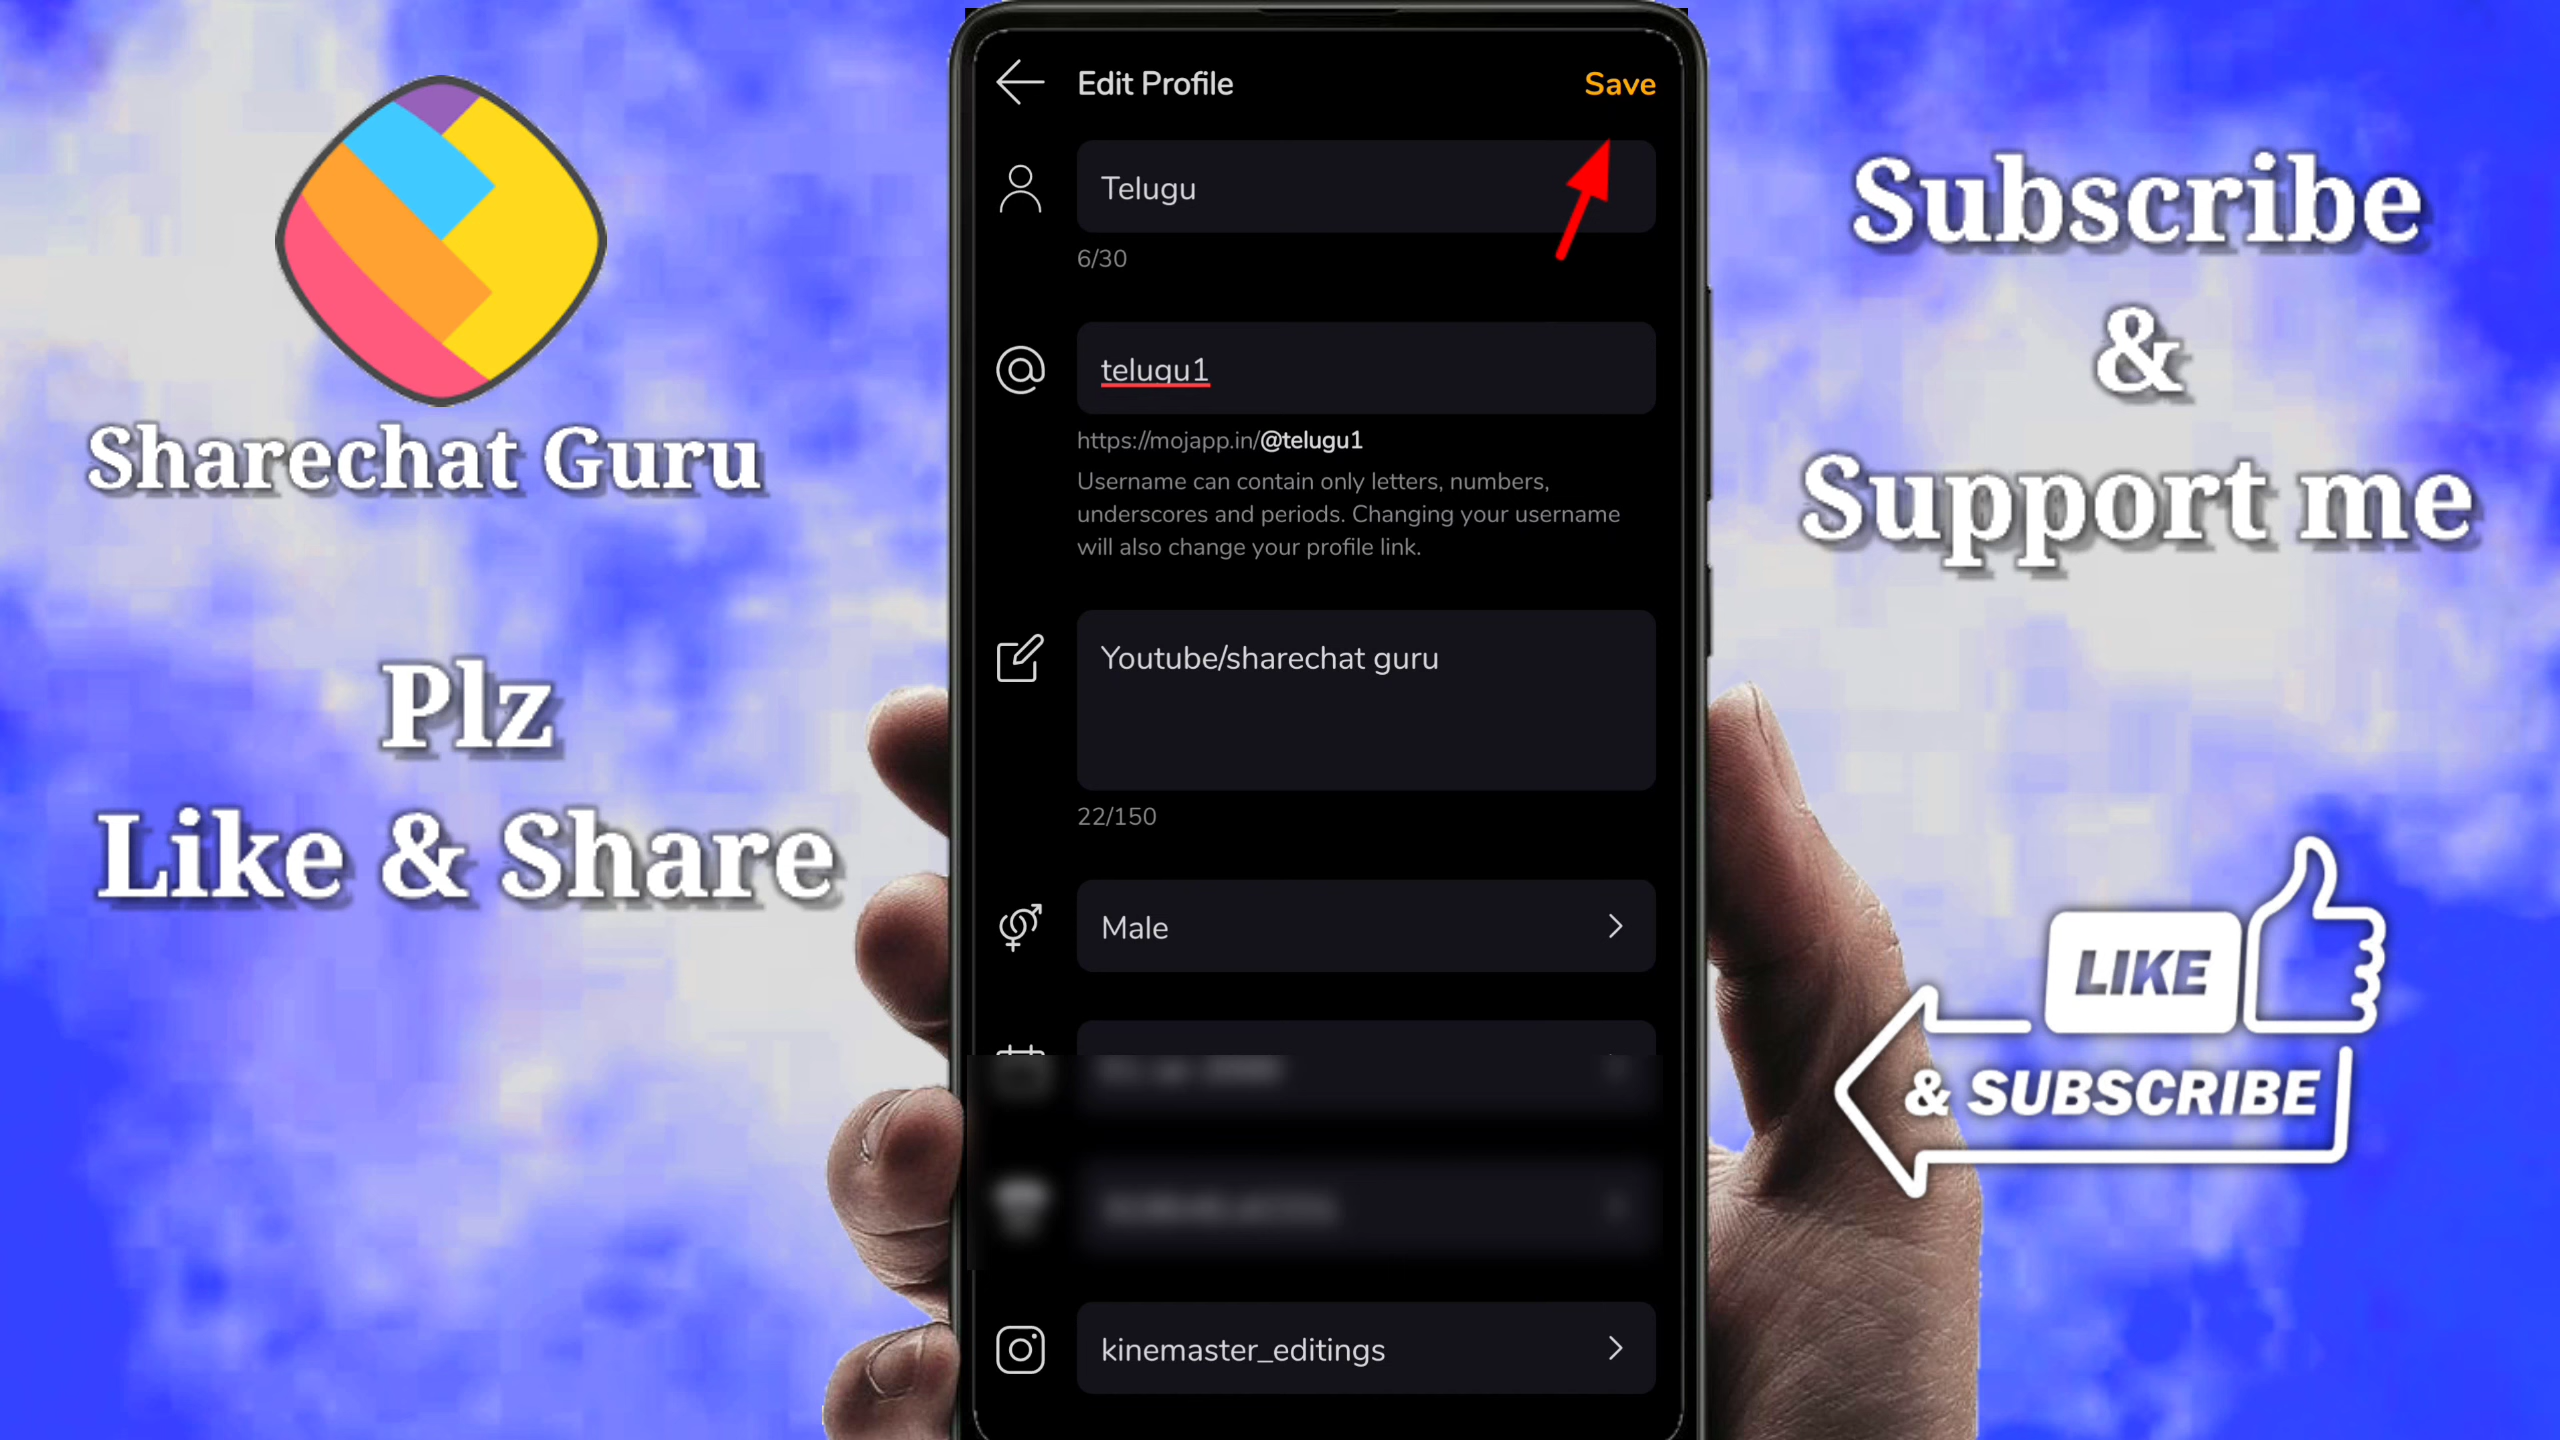 Sharechat Guru
Plz
Like & Share
Edit Profile
Save
Telugu
6/30
telugu1
https://mojapp.in/@telugu1
Username can contain only letters, numbers,
underscores and periods. Changing your username
will also change your profile link.
Youtube/sharechat guru
22/150
Male
kinemaster_editings
Subscribe
&
Support me
LIKE
& SUBSCRIBE